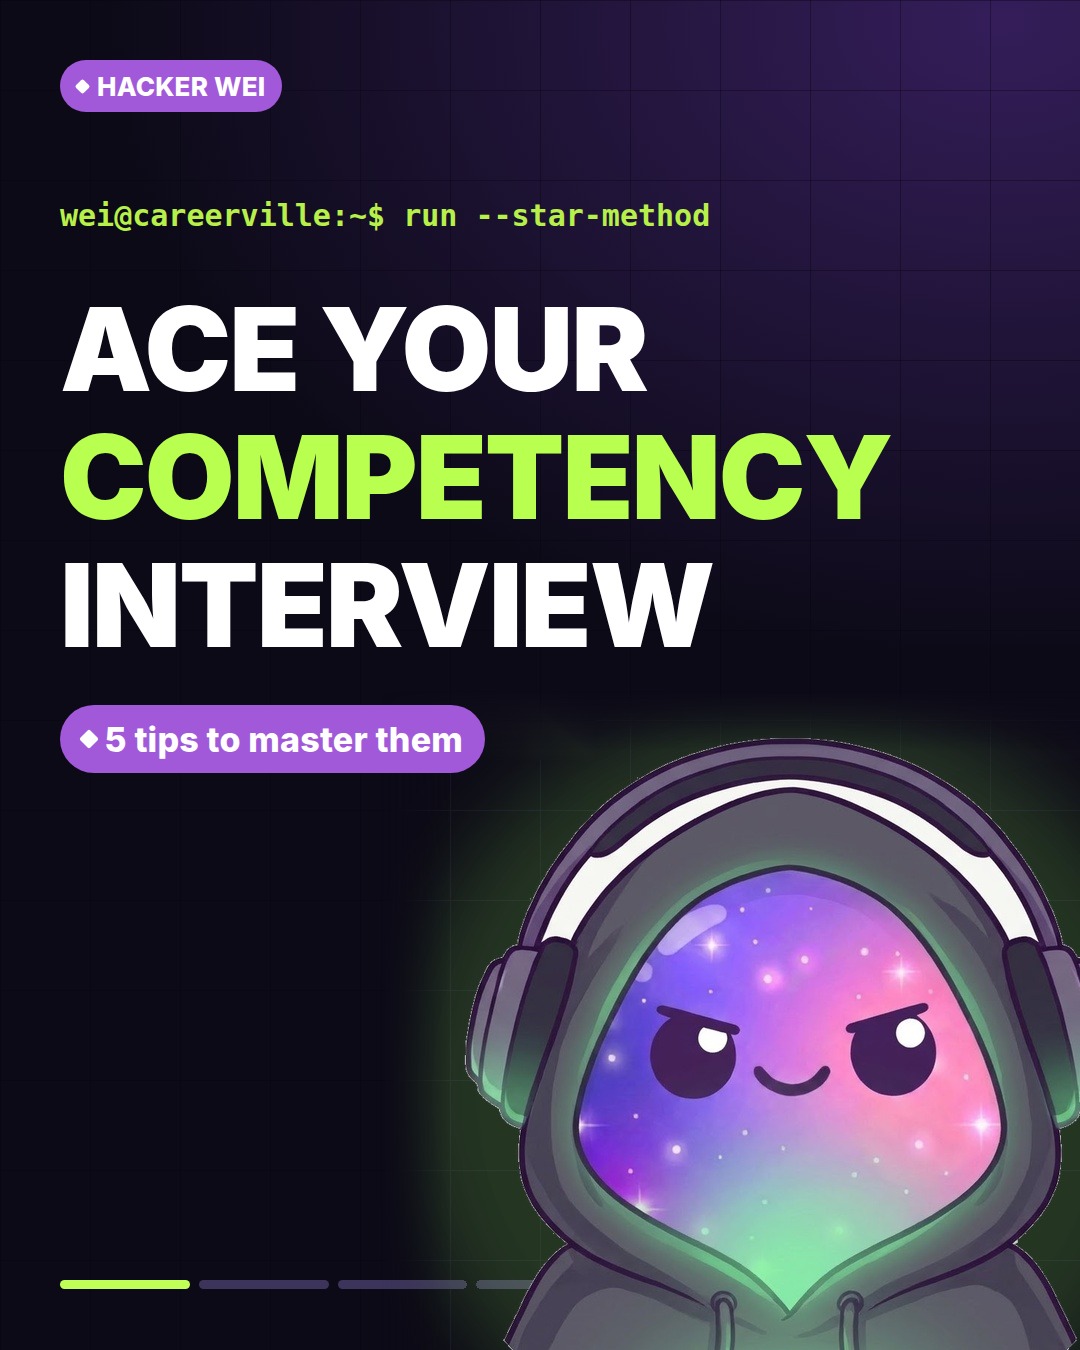 HACKER WEI
wei@careerville:~$ run --star-method
ACE YOUR
COMPETENCY
INTERVIEW
5 tips to master them